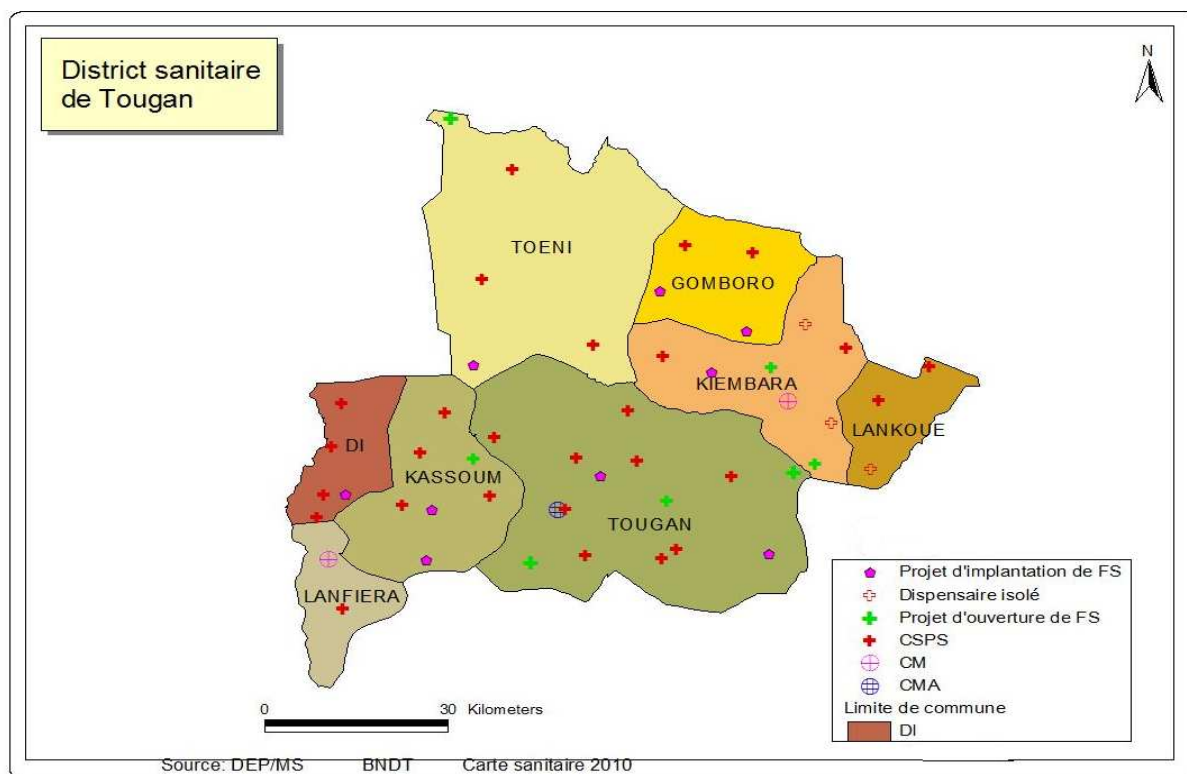 District sanitaire
de Tougan
N
TOENI
GOMBORO
KIEMBARA
LANKOUE
DI
KASSOUM
TOUGAN
LANFIERA
Projet d'implantation de FS
Dispensaire isolé
Projet d'ouverture de FS
CSPS
CM
CMA
Limite de commune
DI
0 30 Kilometers
Source: DEP/MS BNDT Carte sanitaire 2010